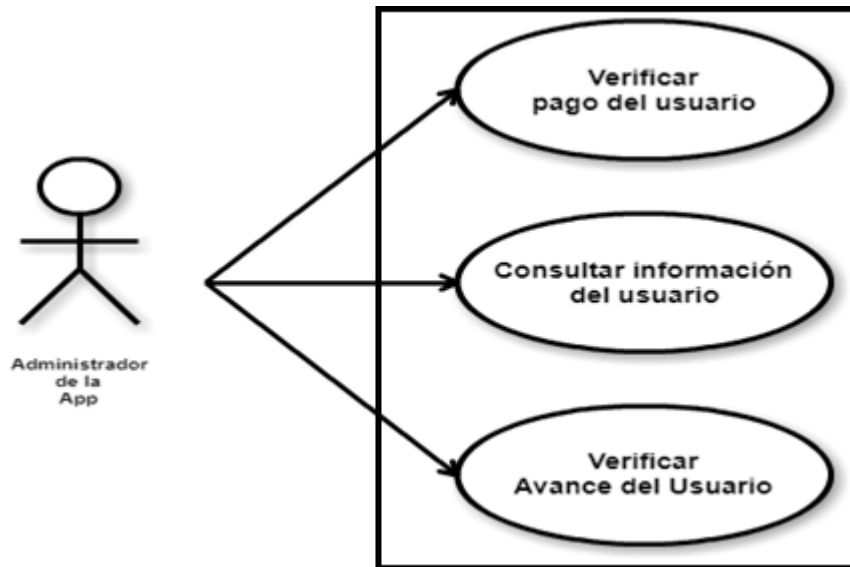 Verificar
pago del usuario
Consultar información
del usuario
Administrador
de la
App
Verificar
Avance del Usuario